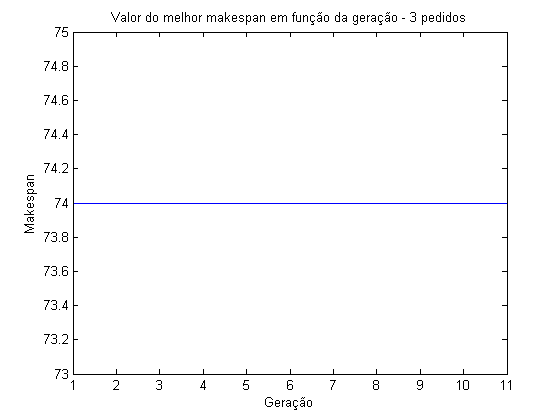 Valor do melhor makespan em função da geração - 3 pedidos
75
74.8
74.6
74.4
74.2
74
73.8
73.6
73.4
73.2
73
Makespan
1 2 3 4 5 6 7 8 9 10 11
Geração